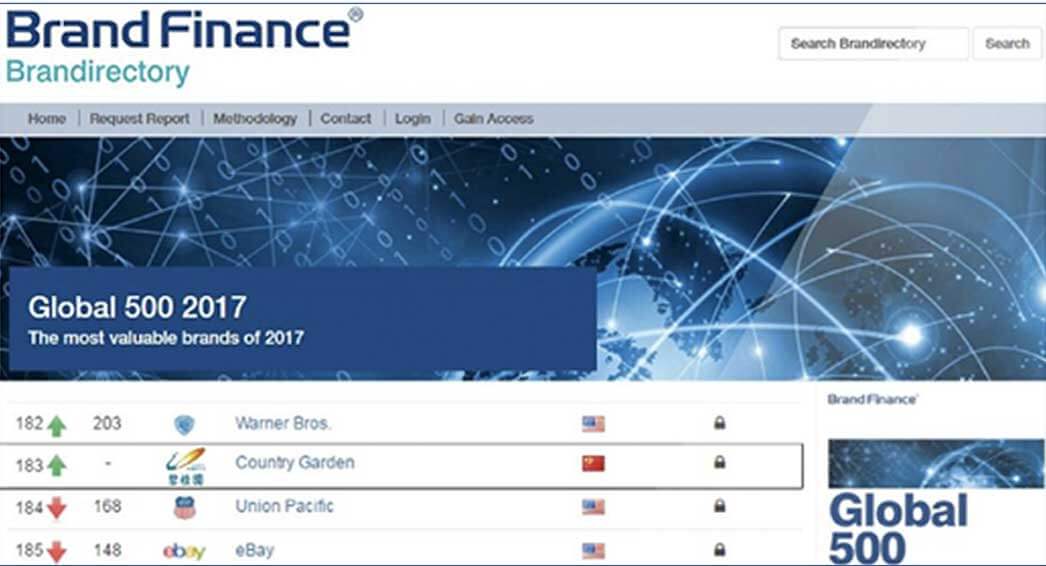 Brand Finance®
Brandirectory
Search Brandirectory Search
Home | Request Report | Methodology | Contact | Login | Gain Access
Global 500 2017
The most valuable brands of 2017
182 203 Warner Bros.
183 - 碧桂園 Country Garden
184 168 Union Pacific
185 148 ebay eBay
Brand Finance®
Global
500